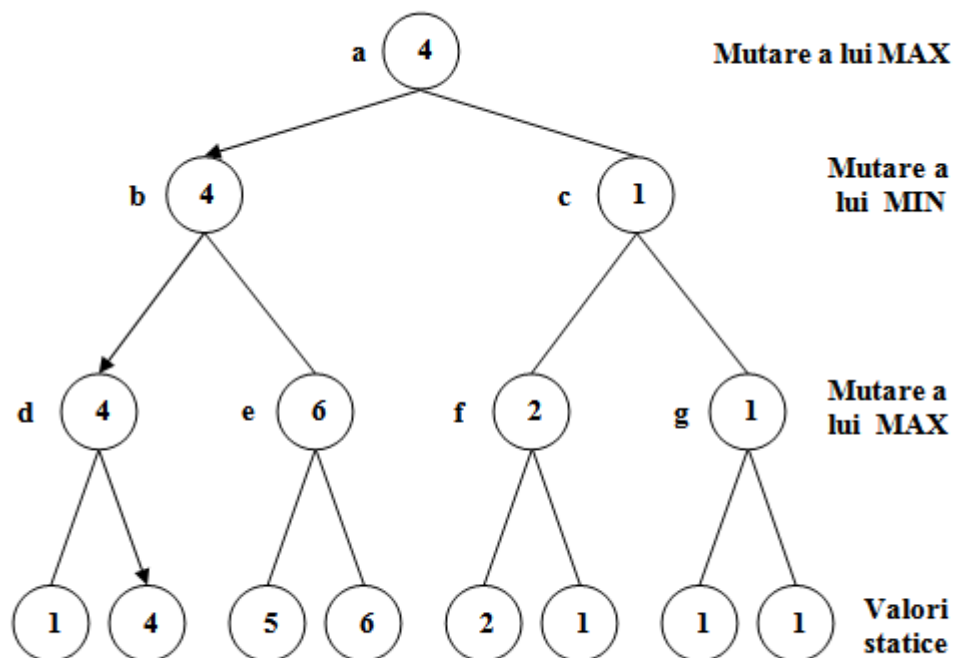 a 4 Mutare a lui MAX
b 4 c 1 Mutare a
lui MIN
d 4 e 6 f 2 g 1 Mutare a
lui MAX
1 4 5 6 2 1 1 1 Valori
statice